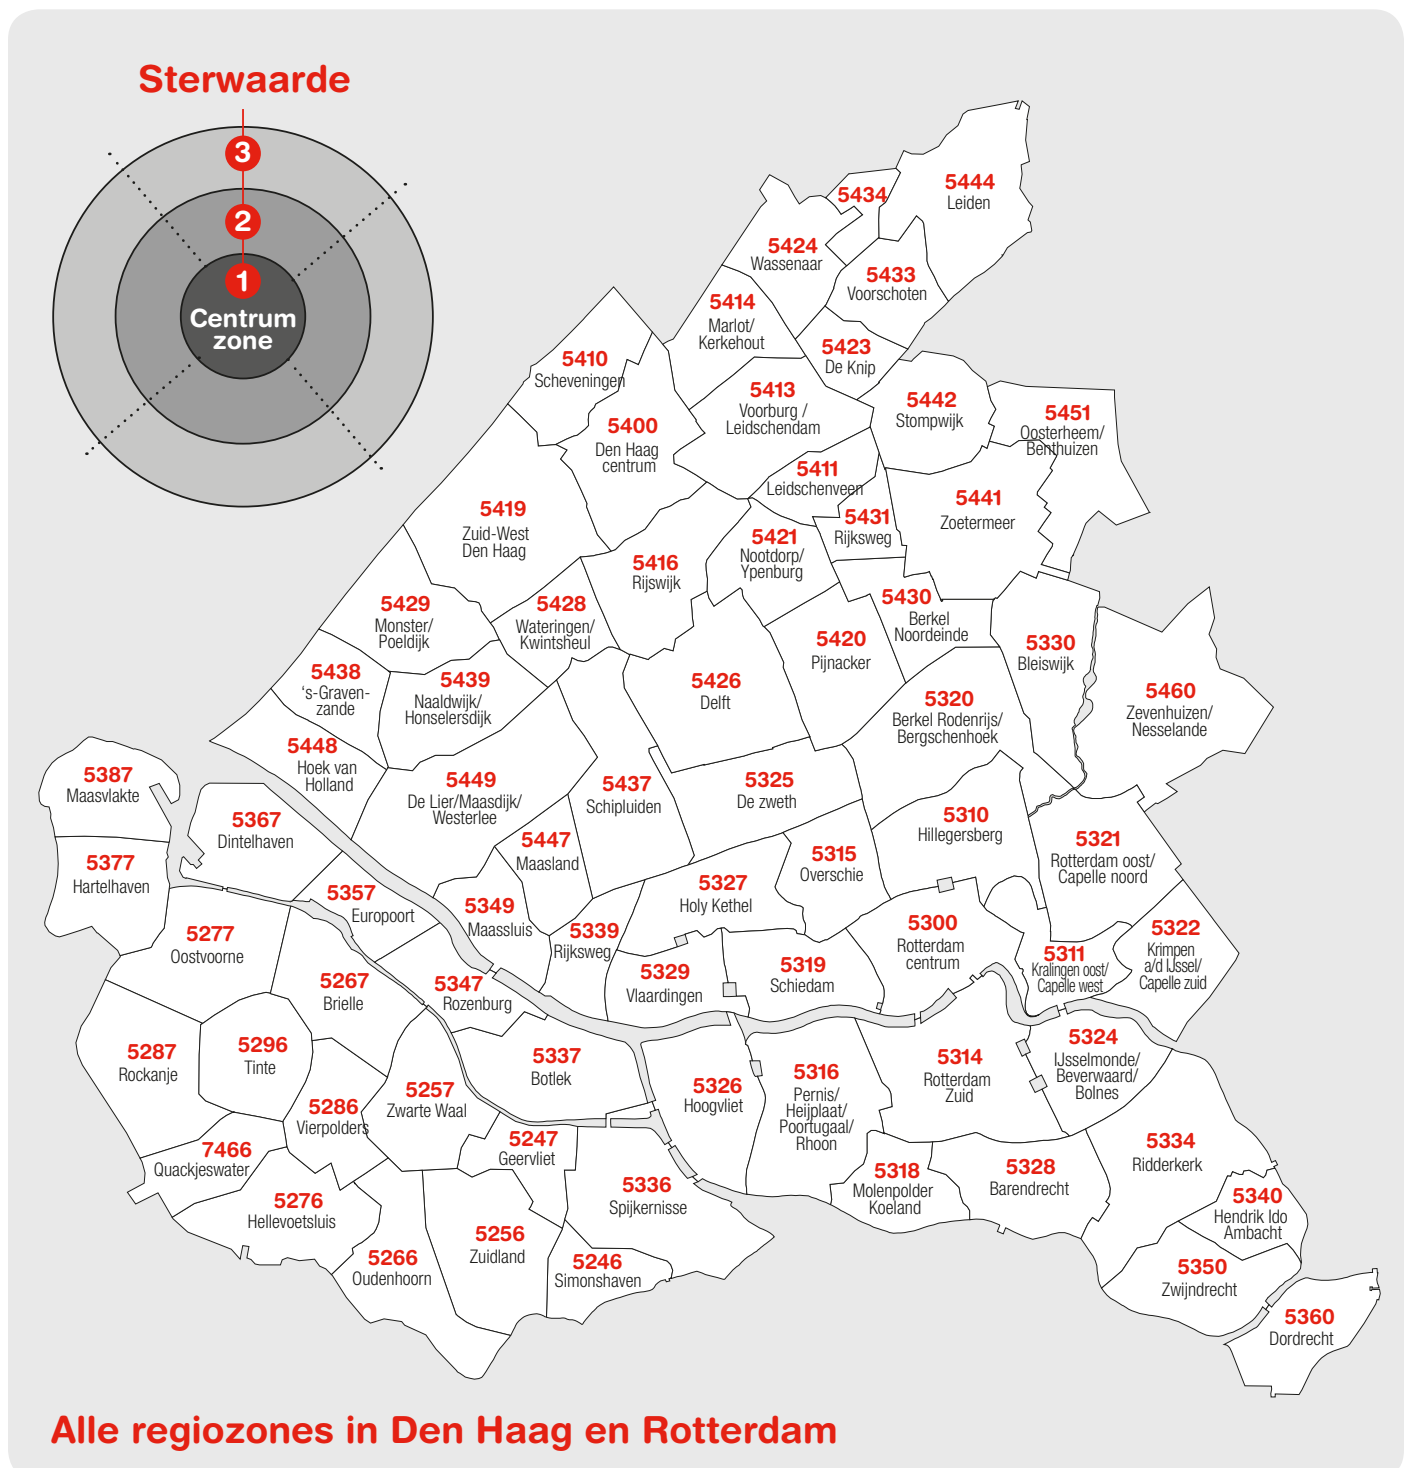 Sterwaarde
3
2
1
Centrum
zone
5444
Leiden
5434
5424
Wassenaar
5433
Voorschoten
5414
Marlot/
Kerkehout
5423
De Knip
5410
Scheveningen
5413
Voorburg /
Leidschendam
5442
Stompwijk
5451
Oosterheem/
Benthuizen
5400
Den Haag
centrum
5411
Leidschenveen
5441
Zoetermeer
5419
Zuid-West
Den Haag
5431
Rijksweg
5421
Nootdorp/
Ypenburg
5416
Rijswijk
5429
Monster/
Poeldijk
5428
Wateringen/
Kwintsheul
5430
Berkel
Noordeinde
5420
Pijnacker
5330
Bleiswijk
5438
's-Graven-
zande
5439
Naaldwijk/
Honselersdijk
5426
Delft
5320
Berkel Rodenrijs/
Bergschenhoek
5460
Zevenhuizen/
Nesselande
5448
Hoek van
Holland
5449
De Lier/Maasdijk/
Westerlee
5437
Schipluiden
5325
De zweth
5387
Maasvlakte
5367
Dintelhaven
5310
Hillegersberg
5447
Maasland
5315
Overschie
5321
Rotterdam oost/
Capelle noord
5377
Hartelhaven
5357
Europoort
5349
Maassluis
5327
Holy Kethel
5339
Rijksweg
5300
Rotterdam
centrum
5322
Krimpen
a/d IJssel/
Capelle zuid
5277
Oostvoorne
5311
Kralingen oost/
Capelle west
5267
Brielle
5347
Rozenburg
5329
Vlaardingen
5319
Schiedam
5287
Rockanje
5296
Tinte
5337
Botlek
5324
IJsselmonde/
Beverwaard/
Bolnes
5314
Rotterdam
Zuid
5257
Zwarte Waal
5326
Hoogvliet
5316
Pernis/
Heijplaat/
Poortugaal/
Rhoon
5286
Vierpolders
7466
Quackjeswater
5247
Geervliet
5334
Ridderkerk
5276
Hellevoetsluis
5336
Spijkernisse
5318
Molenpolder
Koeland
5328
Barendrecht
5340
Hendrik Ido
Ambacht
5256
Zuidland
5266
Oudenhoorn
5246
Simonshaven
5350
Zwijndrecht
5360
Dordrecht
Alle regiozones in Den Haag en Rotterdam